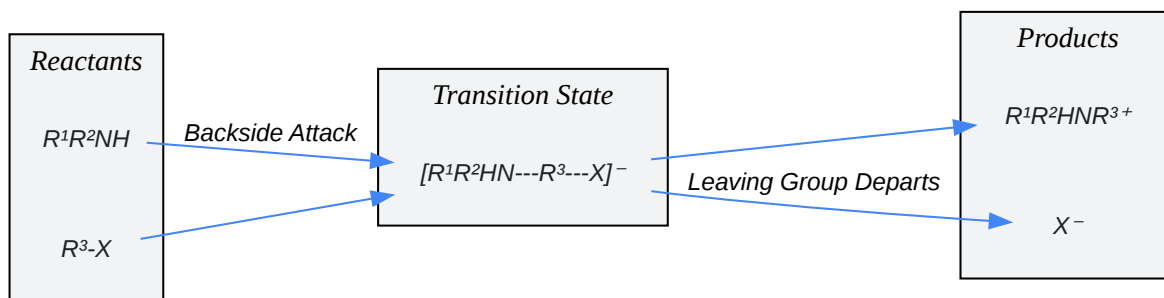 Reactants
R¹R²NH
R³-X
Backside Attack
Transition State
[R¹R²HN---R³---X]⁻
Leaving Group Departs
Products
R¹R²HNR³⁺
X⁻